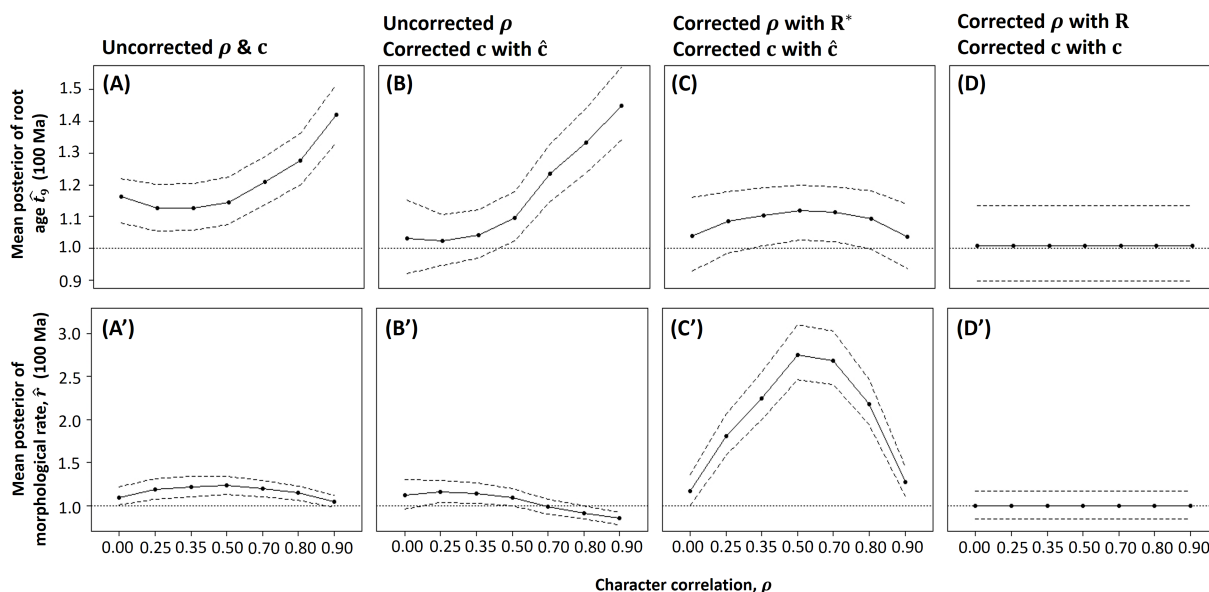 Uncorrected ρ & c
Uncorrected ρ
Corrected c with ĉ
Corrected ρ with R*
Corrected c with ĉ
Corrected ρ with R
Corrected c with c
Mean posterior of root
age t̂₉ (100 Ma)
(A)
(B)
(C)
(D)
1.5
1.4
1.3
1.2
1.1
1.0
0.9
Mean posterior of
morphological rate, r̂ (100 Ma)
(A')
(B')
(C')
(D')
3.0
2.5
2.0
1.5
1.0
0.00 0.25 0.35 0.50 0.70 0.80 0.90
0.00 0.25 0.35 0.50 0.70 0.80 0.90
0.00 0.25 0.35 0.50 0.70 0.80 0.90
0.00 0.25 0.35 0.50 0.70 0.80 0.90
Character correlation, ρ